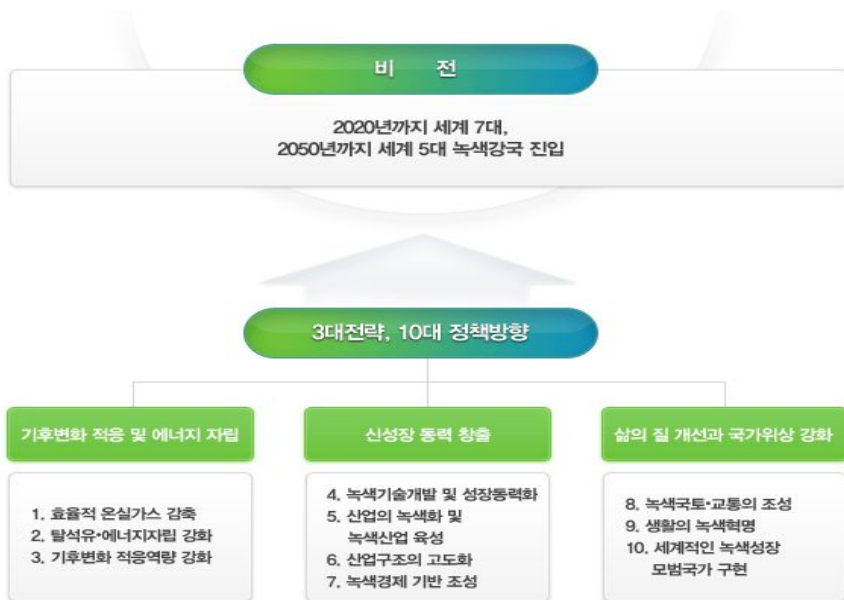 비 전
2020년까지 세계 7대,
2050년까지 세계 5대 녹색강국 진입
3대전략, 10대 정책방향
기후변화 적응 및 에너지 자립
1. 효율적 온실가스 감축
2. 탈석유·에너지자립 강화
3. 기후변화 적응역량 강화
신성장 동력 창출
4. 녹색기술개발 및 성장동력화
5. 산업의 녹색화 및
녹색산업 육성
6. 산업구조의 고도화
7. 녹색경제 기반 조성
삶의 질 개선과 국가위상 강화
8. 녹색국토·교통의 조성
9. 생활의 녹색혁명
10. 세계적인 녹색성장
모범국가 구현